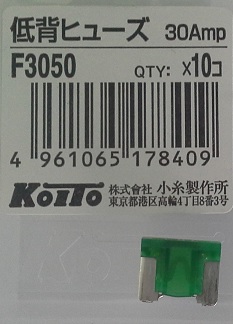 低背ヒューズ 30Amp
F3050 QTY: X10コ
4 961065 178409
KOITO 株式会社 小糸製作所
東京都港区高輪4丁目8番3号